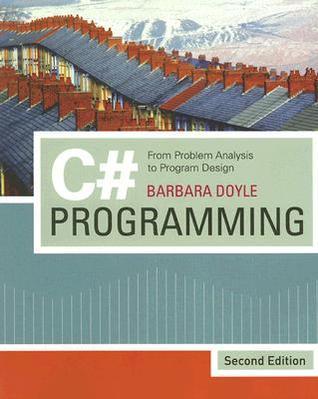 C#
From Problem Analysis
to Program Design
BARBARA DOYLE
PROGRAMMING
Second Edition